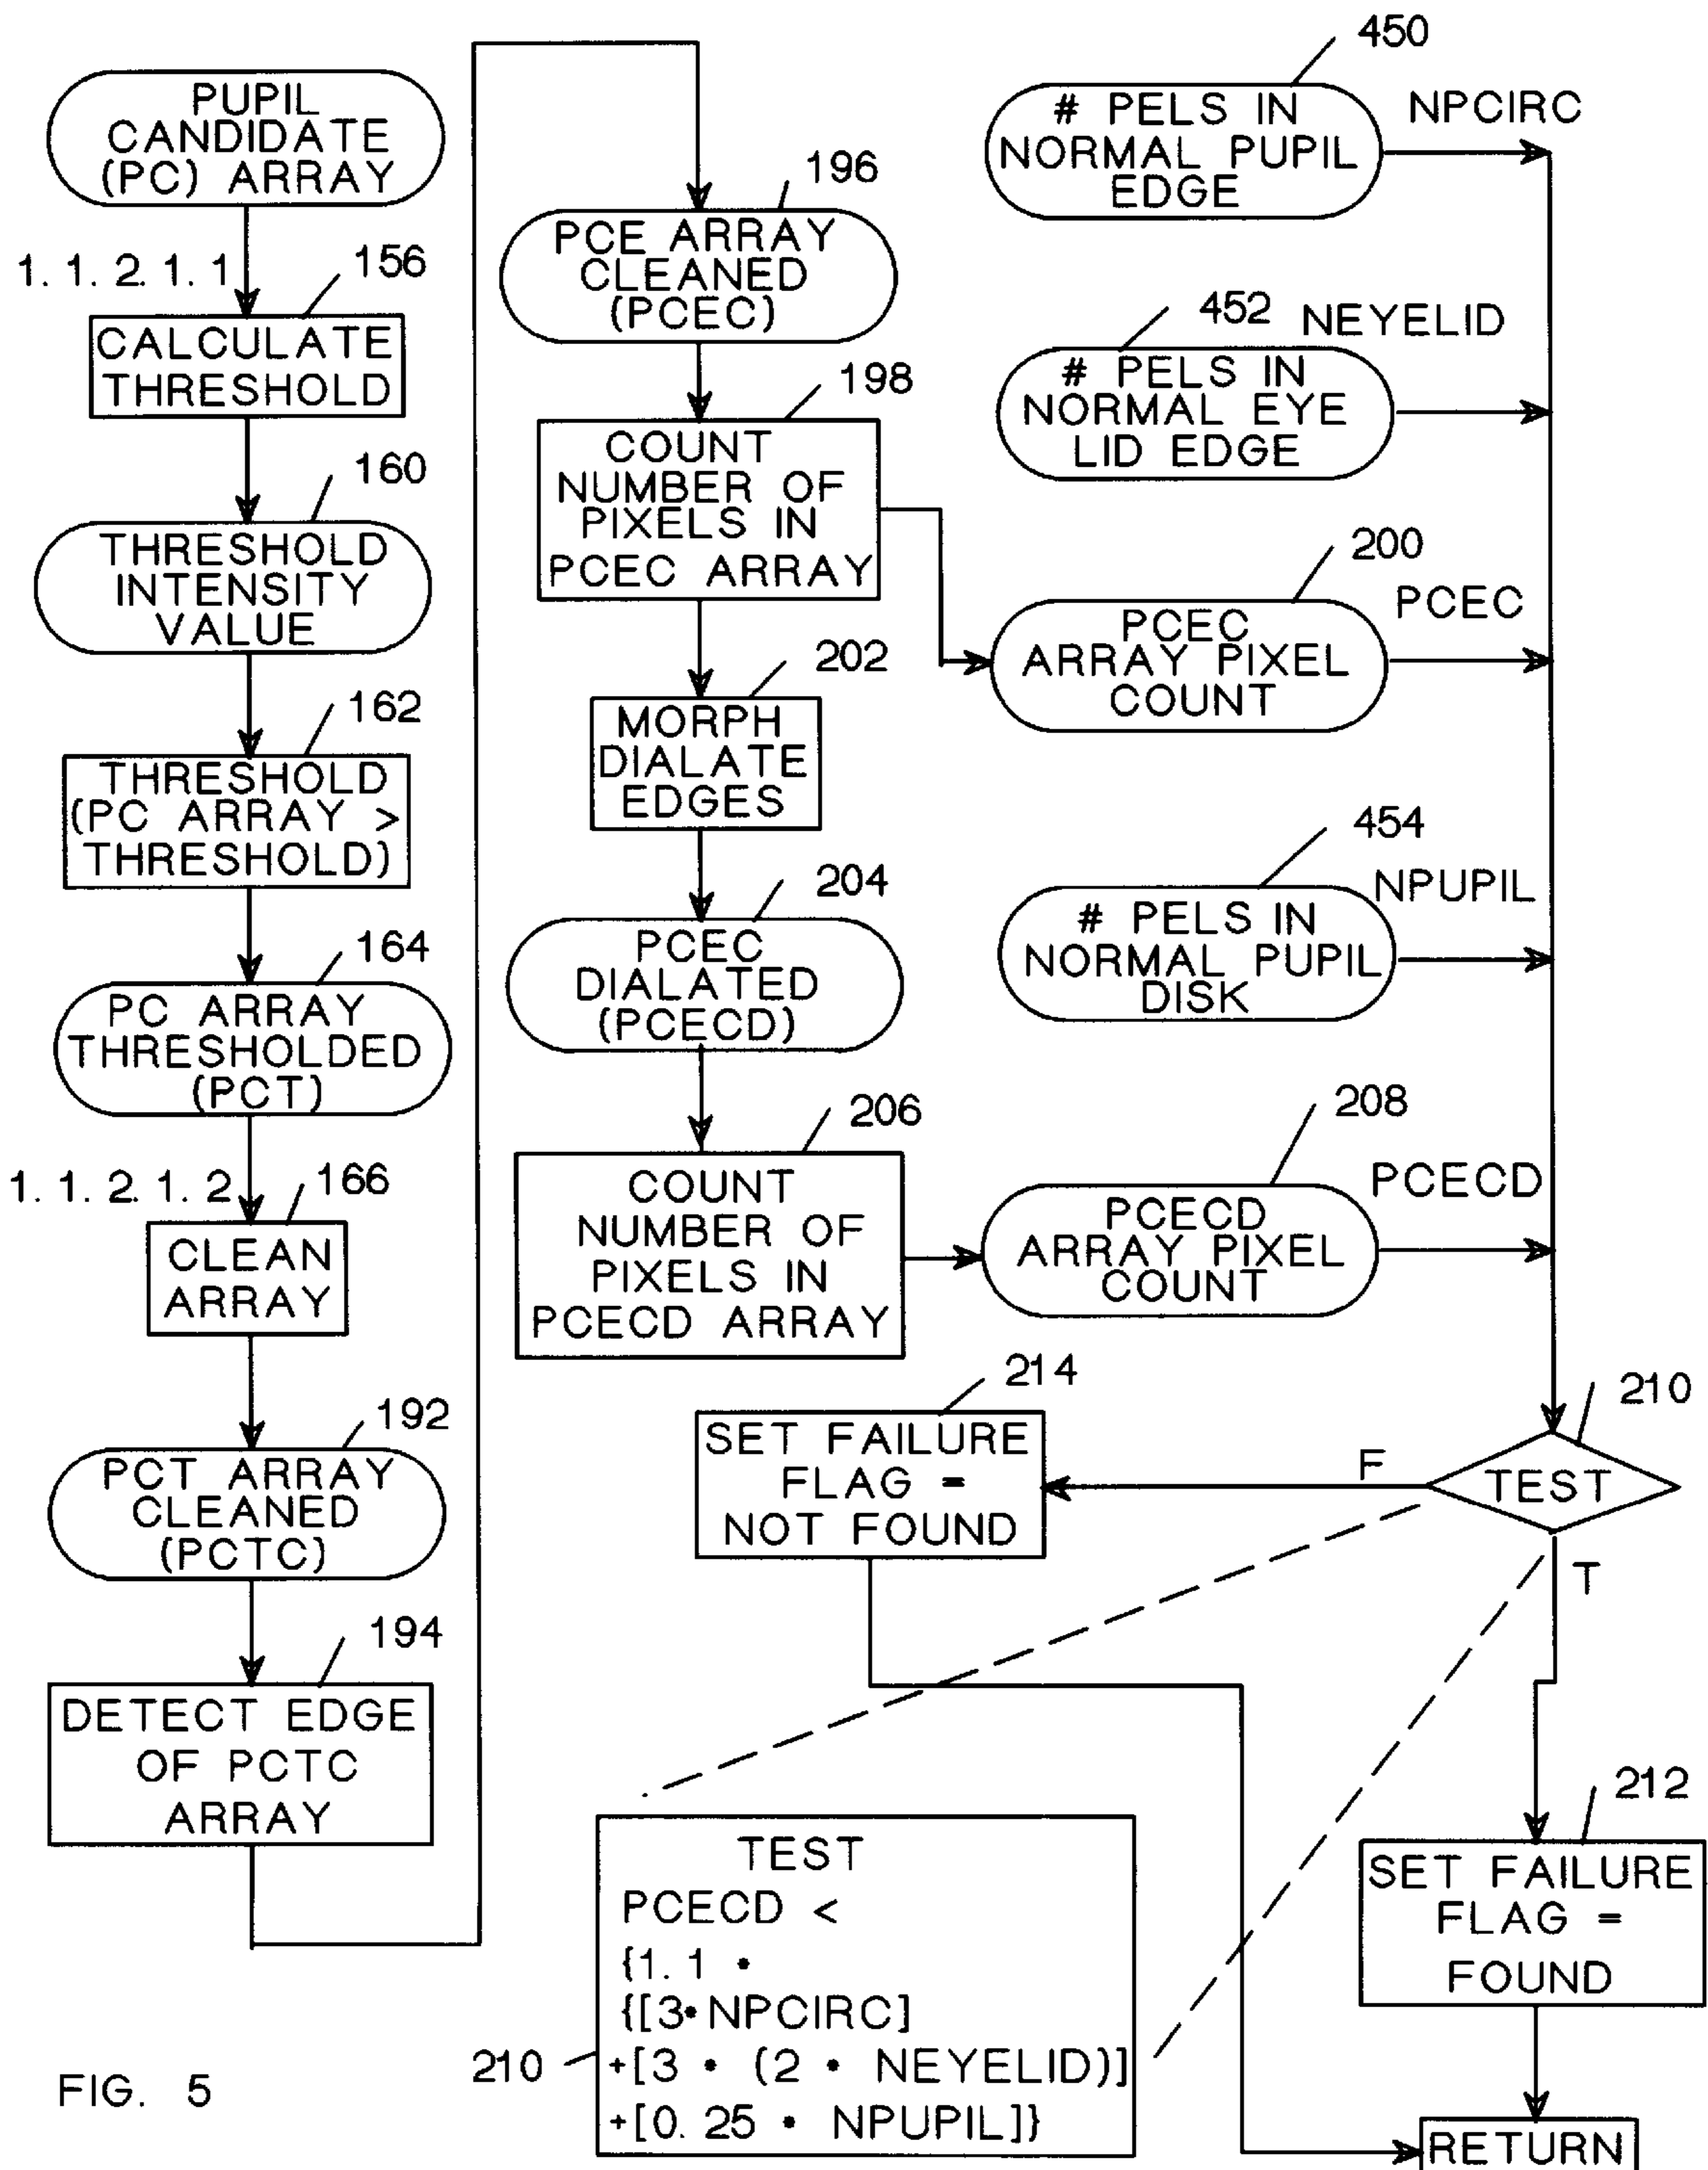 PUPIL
CANDIDATE
(PC) ARRAY
1. 1. 2. 1. 1
156
CALCULATE
THRESHOLD
160
THRESHOLD
INTENSITY
VALUE
162
THRESHOLD
(PC ARRAY >
THRESHOLD)
164
PC ARRAY
THRESHOLDED
(PCT)
1. 1. 2. 1. 2
166
CLEAN
ARRAY
192
PCT ARRAY
CLEANED
(PCTC)
194
DETECT EDGE
OF PCTC
ARRAY
196
PCE ARRAY
CLEANED
(PCEC)
198
COUNT
NUMBER OF
PIXELS IN
PCEC ARRAY
202
MORPH
DIALATE
EDGES
204
PCEC
DIALATED
(PCECD)
206
COUNT
NUMBER OF
PIXELS IN
PCECD ARRAY
450
# PELS IN
NORMAL PUPIL
EDGE
NPCIRC
452
NEYELID
# PELS IN
NORMAL EYE
LID EDGE
200
PCEC
PCEC
ARRAY PIXEL
COUNT
454
NPUPIL
# PELS IN
NORMAL PUPIL
DISK
208
PCECD
PCECD
ARRAY PIXEL
COUNT
210
TEST
F
T
214
SET FAILURE
FLAG =
NOT FOUND
212
SET FAILURE
FLAG =
FOUND
RETURN
TEST
PCECD <
{1. 1 •
{[3•NPCIRC]
+[3 • (2 • NEYELID)]
+[0. 25 • NPUPIL]}
210
FIG. 5